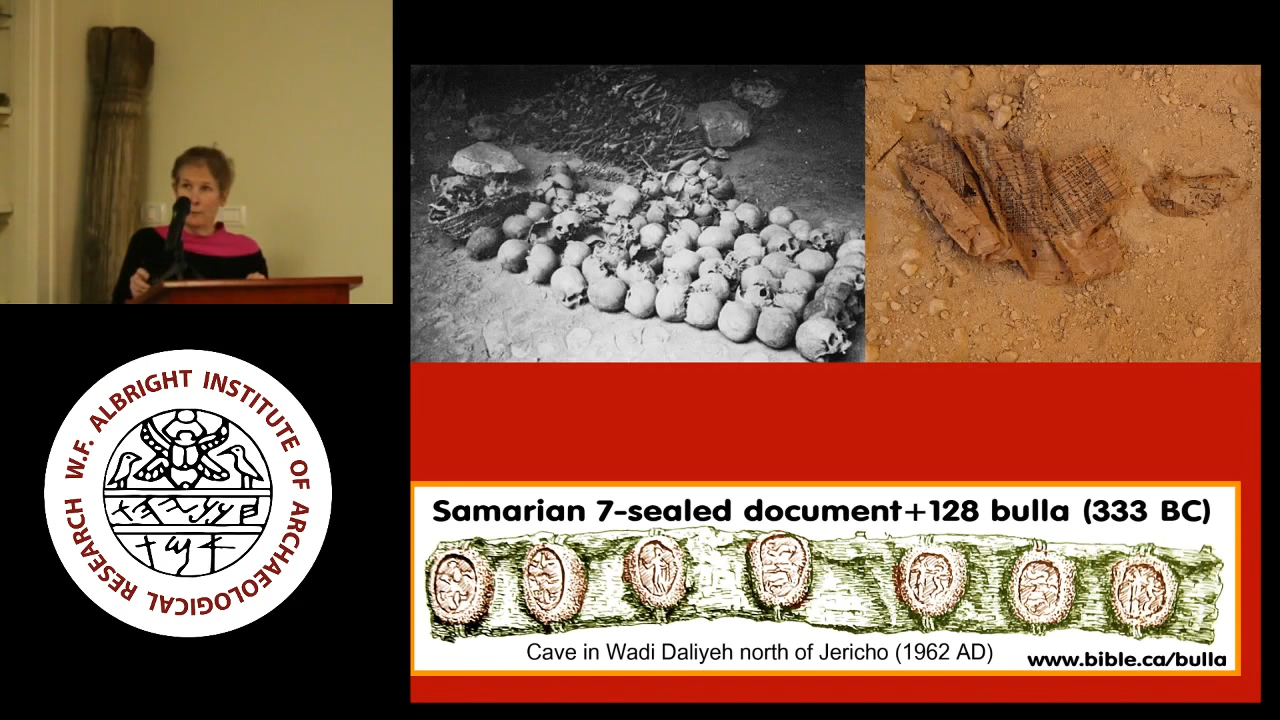 W.F. ALBRIGHT INSTITUTE OF ARCHAEOLOGICAL RESEARCH
Samarian 7-sealed document+128 bulla (333 BC)
Cave in Wadi Daliyeh north of Jericho (1962 AD)
www.bible.ca/bulla